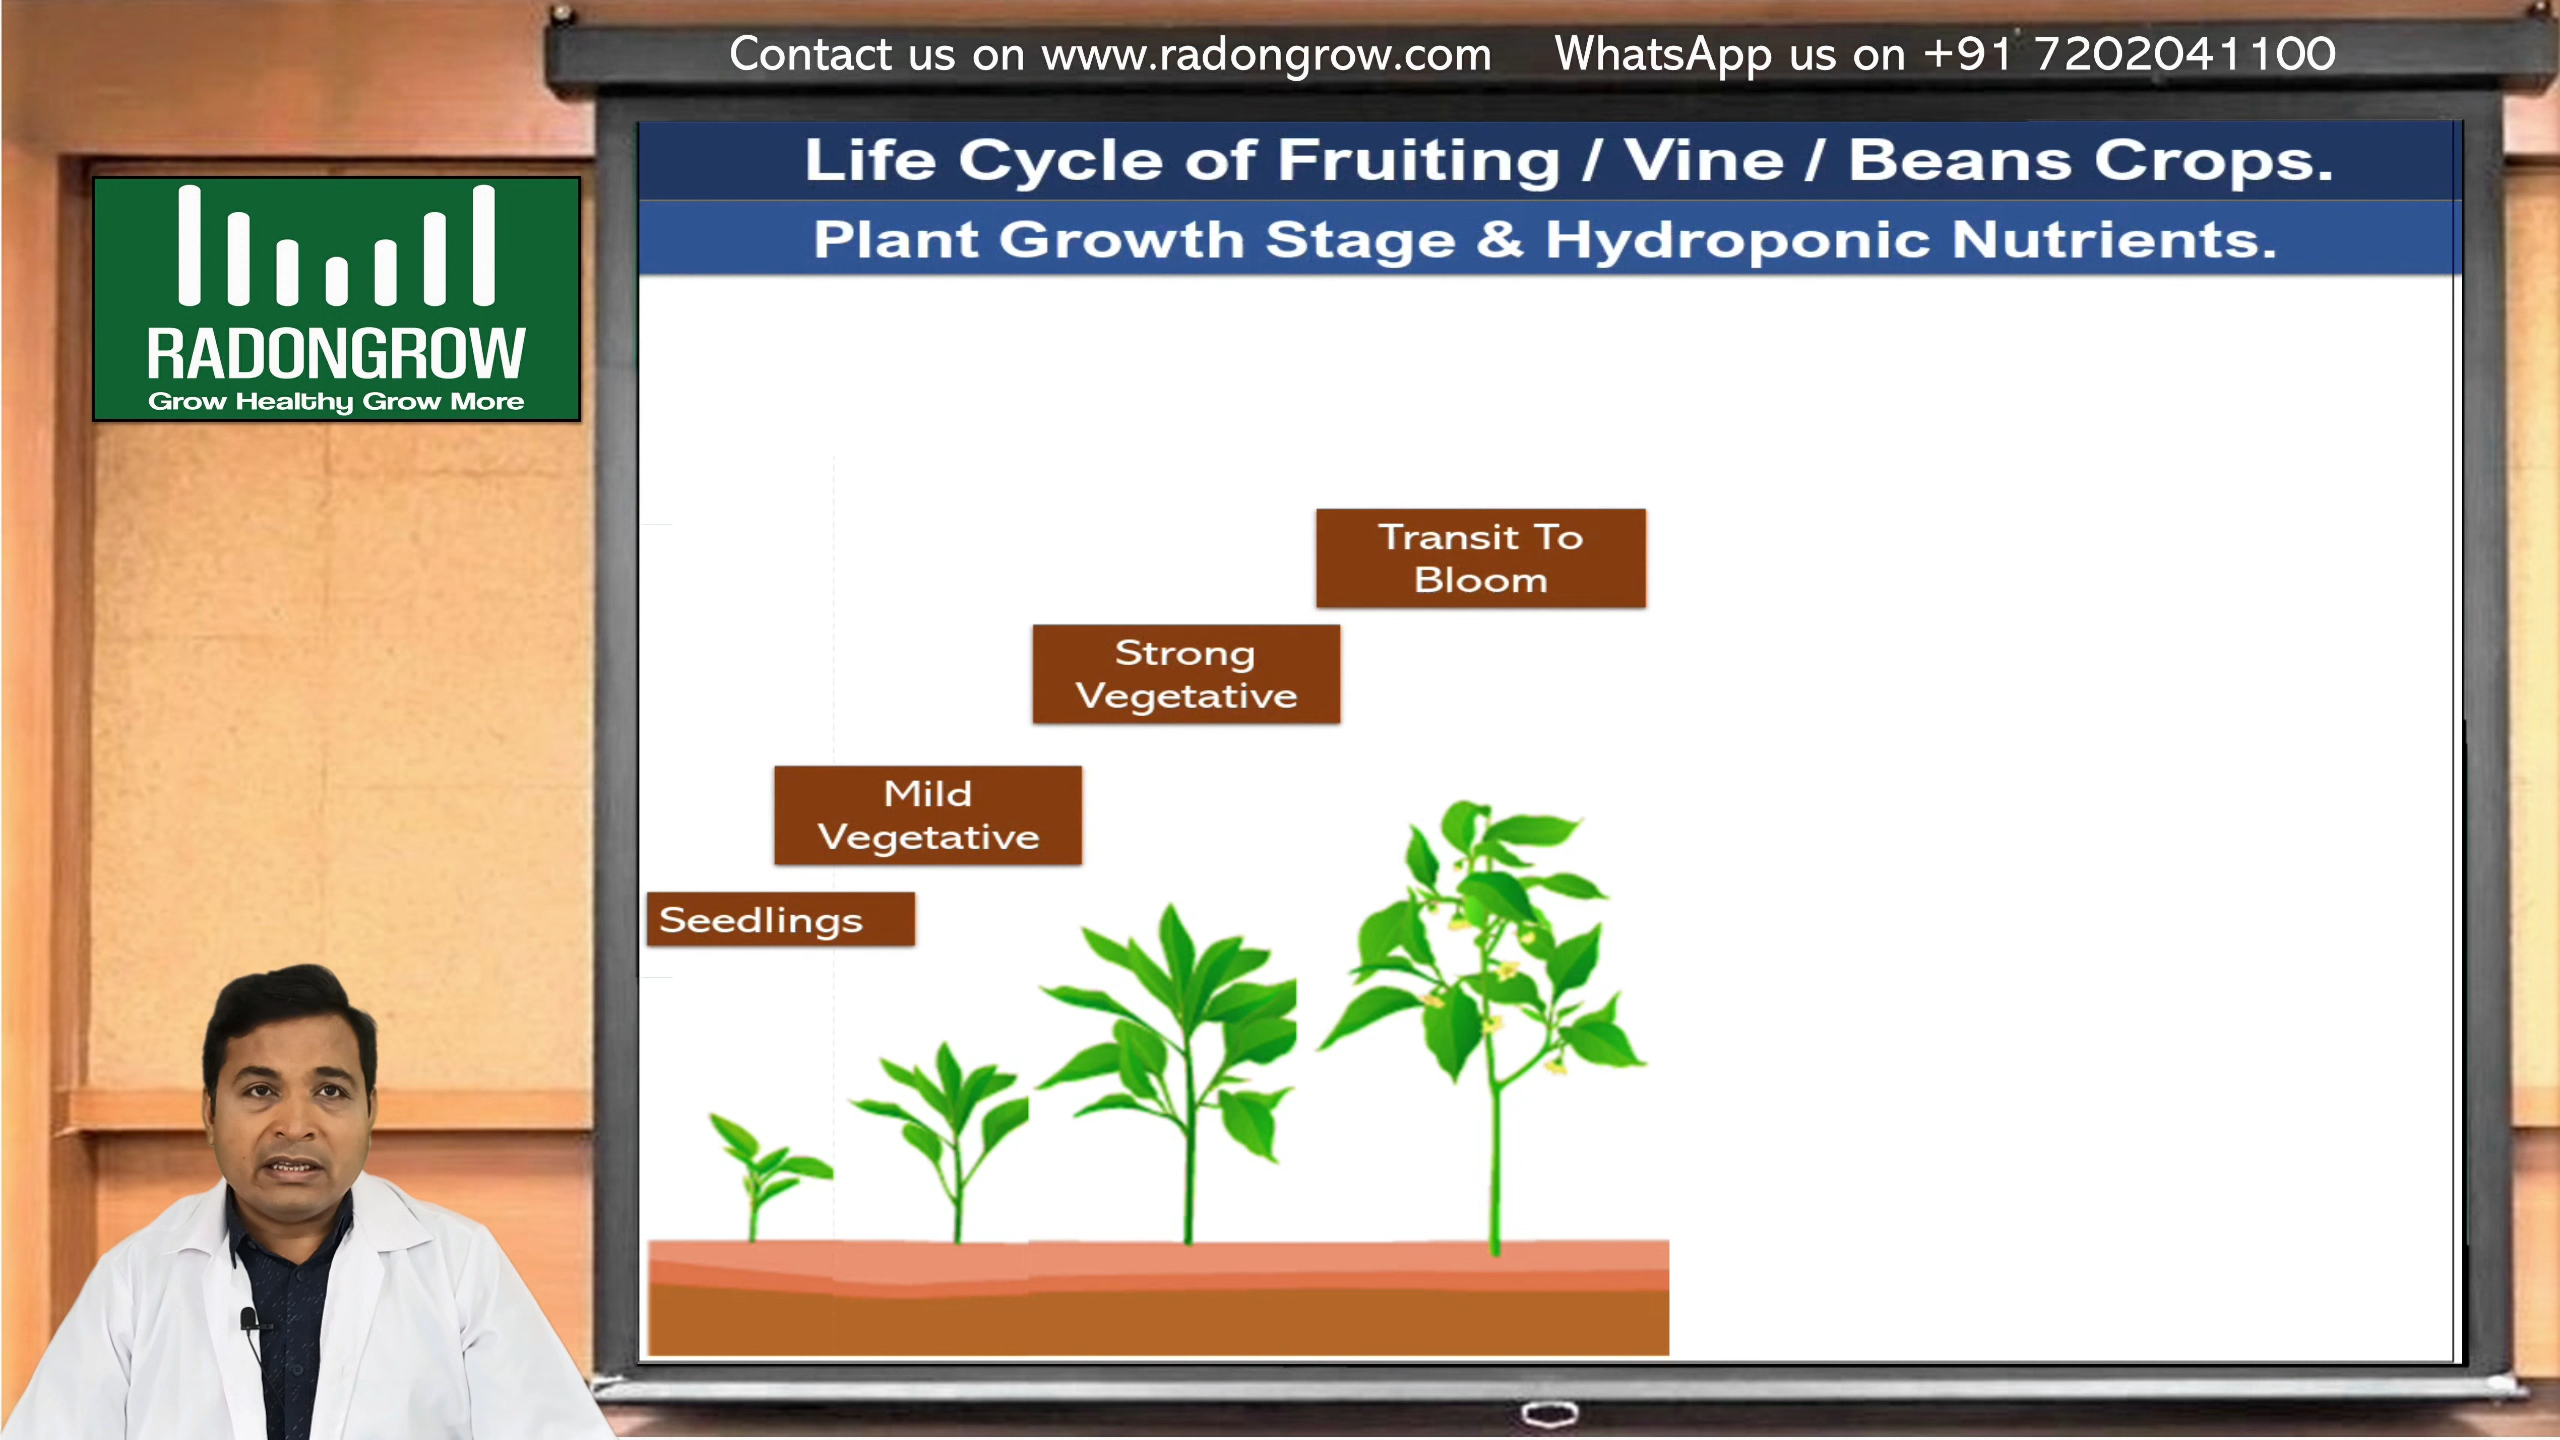 Contact us on www.radongrow.com WhatsApp us on +91 7202041100
Life Cycle of Fruiting / Vine / Beans Crops.
Plant Growth Stage & Hydroponic Nutrients.
RADONGROW
Grow Healthy Grow More
Transit To
Bloom
Strong
Vegetative
Mild
Vegetative
Seedlings